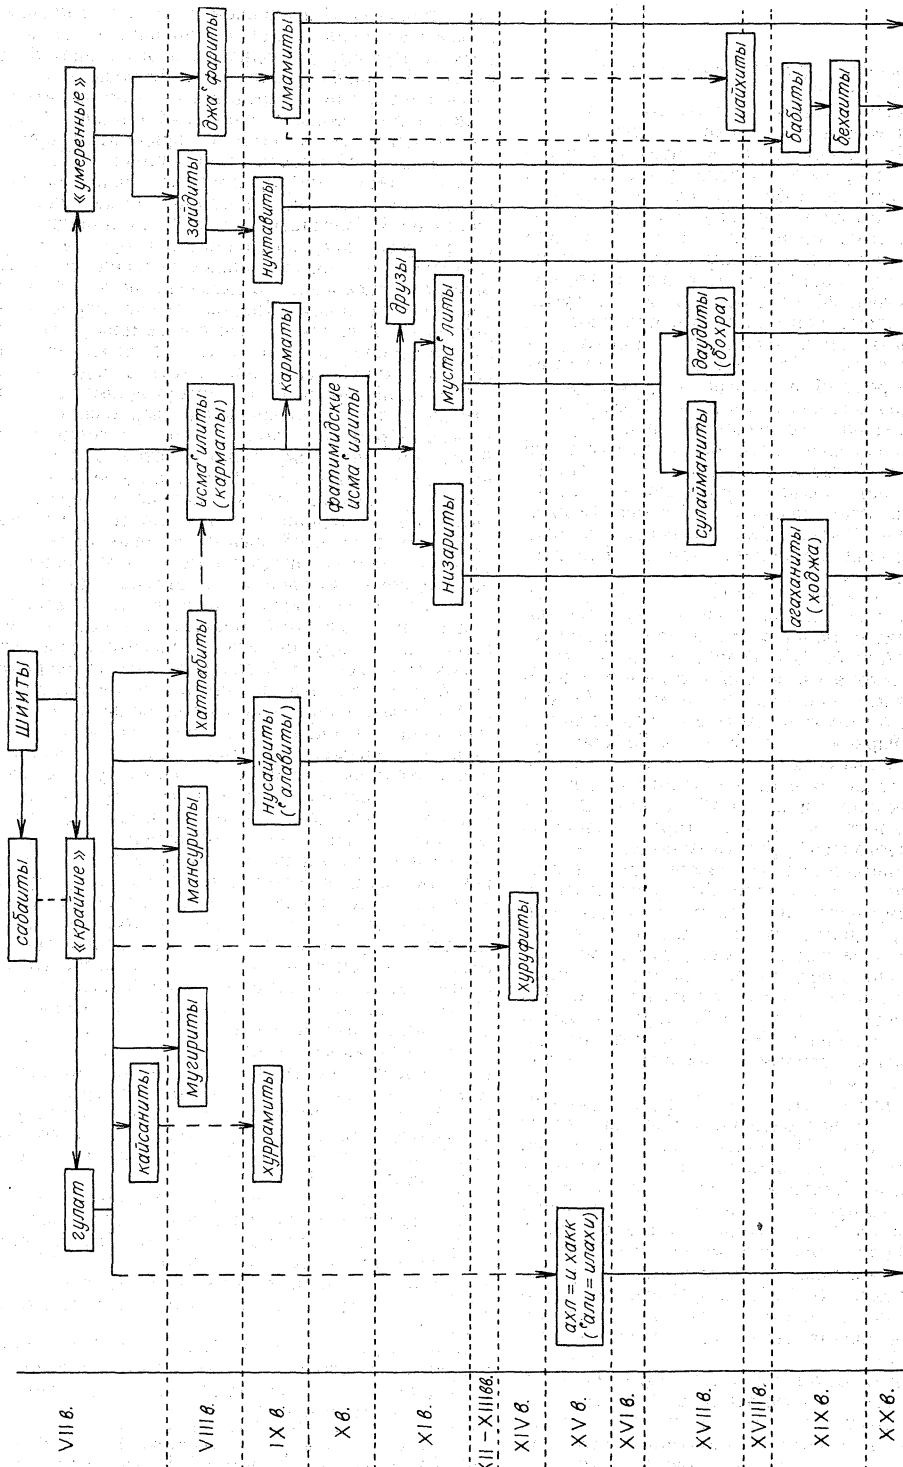 VII в.
VIII в.
IX в.
X в.
XI в.
XII – XIII вв.
XIV в.
XV в.
XVI в.
XVII в.
XVIII в.
XIX в.
XX в.
ШИИТЫ
сабаиты
гулат
«крайние»
«умеренные»
кайсаниты
мугириты
мансуриты
хаттабиты
исмаʿилиты
(карматы)
зайдиты
джаʿфариты
хуррамиты
нусайриты
(ʿалавиты)
карматы
нуктавиты
имамиты
фатимидские
исмаʿилиты
друзы
низариты
мустаʿлиты
хуруфиты
ахл=и хакк
(ʿали=илахи)
сулайманиты
даудиты
(бохра)
шайхиты
агаханиты
(ходжа)
бабиты
бехаиты